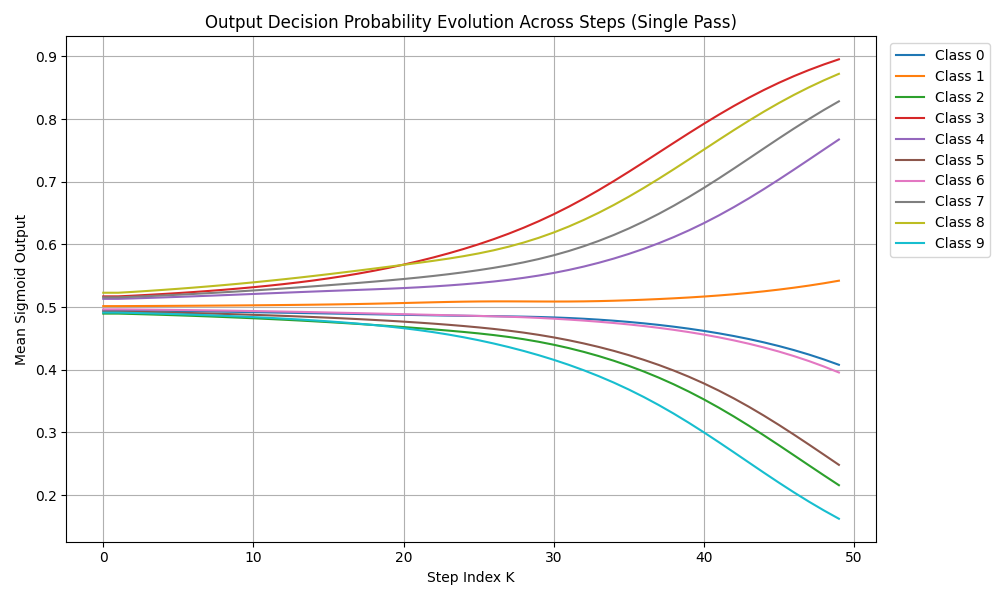 Output Decision Probability Evolution Across Steps (Single Pass)
Mean Sigmoid Output
0.9
0.8
0.7
0.6
0.5
0.4
0.3
0.2
0 10 20 30 40 50
Step Index K
Class 0
Class 1
Class 2
Class 3
Class 4
Class 5
Class 6
Class 7
Class 8
Class 9